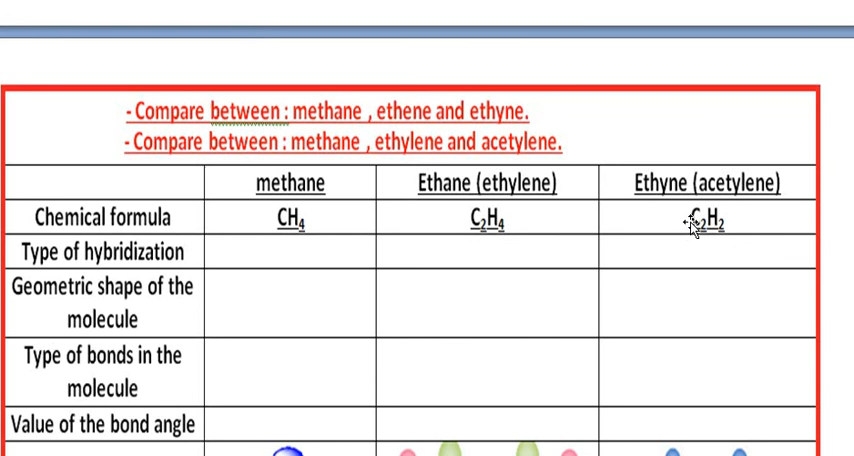 - Compare between : methane , ethene and ethyne.
- Compare between : methane , ethylene and acetylene.
methane Ethane (ethylene) Ethyne (acetylene)
Chemical formula CH₄ C₂H₄ C₂H₂
Type of hybridization
Geometric shape of the
molecule
Type of bonds in the
molecule
Value of the bond angle